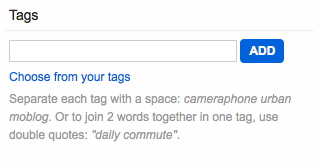 Tags
ADD
Choose from your tags
Separate each tag with a space: cameraphone urban
moblog. Or to join 2 words together in one tag, use
double quotes: "daily commute".